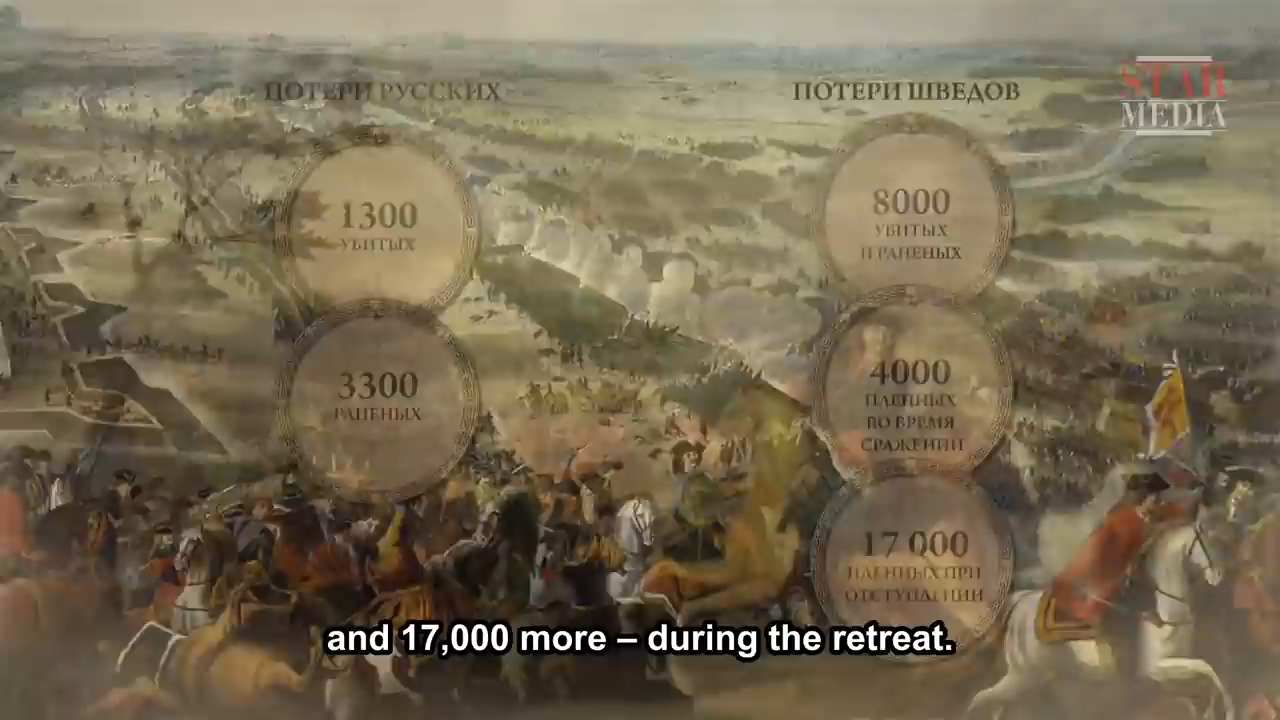 ПОТЕРИ РУССКИХ
1300
УБИТЫХ
3300
РАНЕНЫХ
ПОТЕРИ ШВЕДОВ
8000
УБИТЫХ
И РАНЕНЫХ
4000
ПЛЕННЫХ
ВО ВРЕМЯ
СРАЖЕНИЙ
17 000
ПЛЕННЫХ ПРИ
ОТСТУПЛЕНИИ
STAR
MEDIA
and 17,000 more – during the retreat.